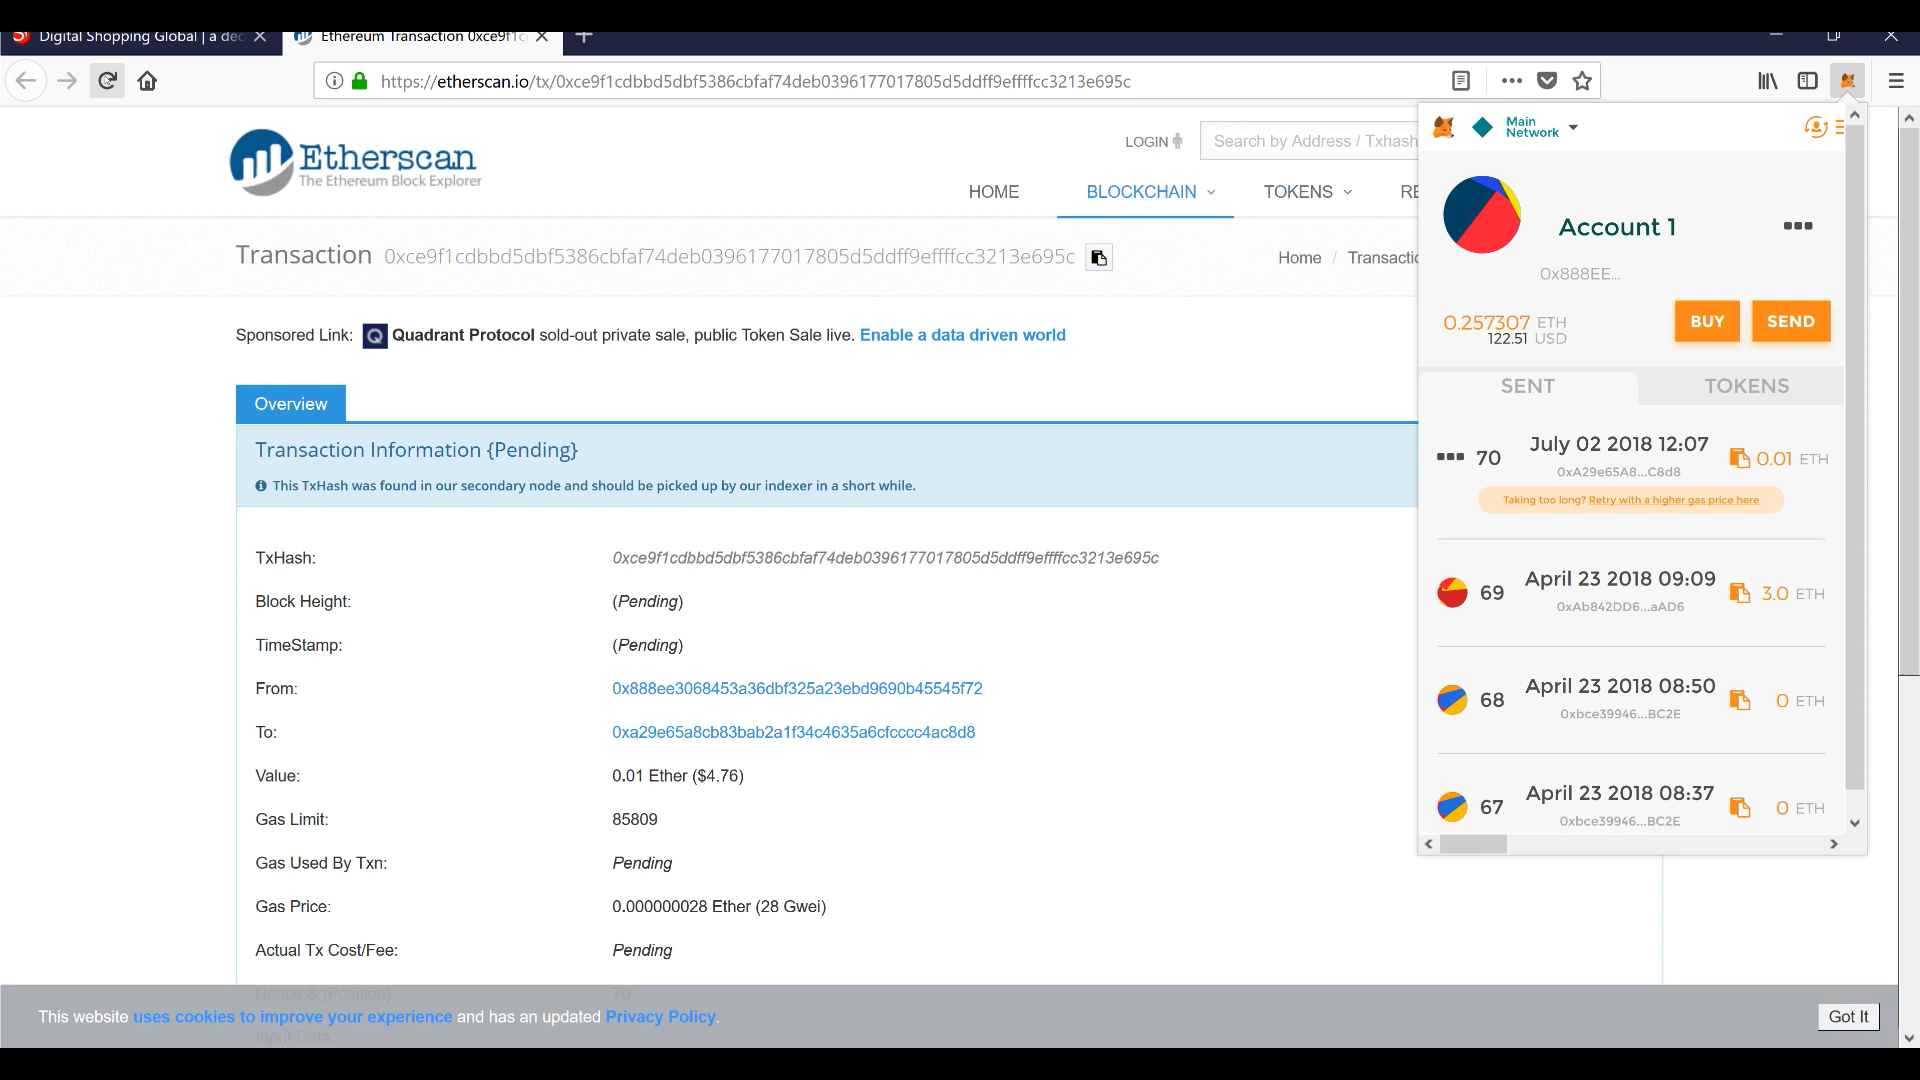 Digital Shopping Global | a dec
Ethereum Transaction 0xce9f1c
https://etherscan.io/tx/0xce9f1cdbbd5dbf5386cbfaf74deb0396177017805d5ddff9effffcc3213e695c
Etherscan
The Ethereum Block Explorer
LOGIN
Search by Address / Txhash
HOME
BLOCKCHAIN
TOKENS
RE
Transaction 0xce9f1cdbbd5dbf5386cbfaf74deb0396177017805d5ddff9effffcc3213e695c
Home / Transactio
Sponsored Link: Quadrant Protocol sold-out private sale, public Token Sale live. Enable a data driven world
Overview
Transaction Information {Pending}
This TxHash was found in our secondary node and should be picked up by our indexer in a short while.
TxHash: 0xce9f1cdbbd5dbf5386cbfaf74deb0396177017805d5ddff9effffcc3213e695c
Block Height: (Pending)
TimeStamp: (Pending)
From: 0x888ee3068453a36dbf325a23ebd9690b45545f72
To: 0xa29e65a8cb83bab2a1f34c4635a6cfcccc4ac8d8
Value: 0.01 Ether ($4.76)
Gas Limit: 85809
Gas Used By Txn: Pending
Gas Price: 0.000000028 Ether (28 Gwei)
Actual Tx Cost/Fee: Pending
Nonce & {Position} 70
Input Data:
This website uses cookies to improve your experience and has an updated Privacy Policy.
Got It
Main
Network
Account 1
0x888EE...
0.257307 ETH
122.51 USD
BUY
SEND
SENT
TOKENS
70 July 02 2018 12:07 0.01 ETH
0xA29e65A8...C8d8
Taking too long? Retry with a higher gas price here
69 April 23 2018 09:09 3.0 ETH
0xAb842DD6...aAD6
68 April 23 2018 08:50 0 ETH
0xbce39946...BC2E
67 April 23 2018 08:37 0 ETH
0xbce39946...BC2E